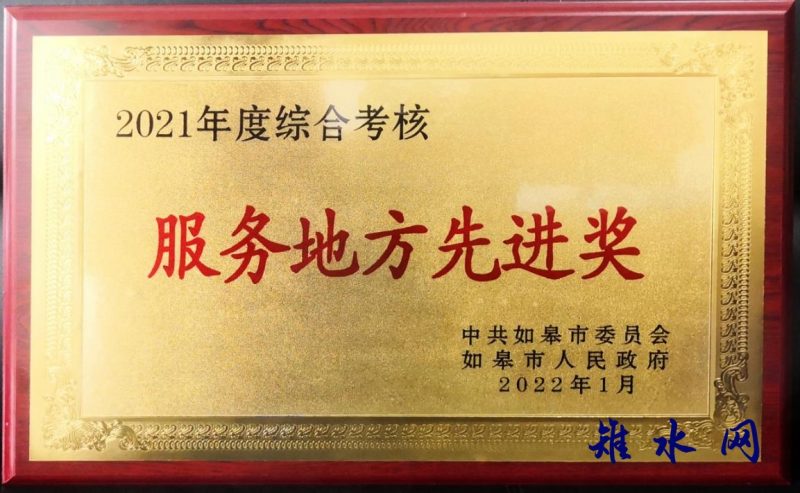 2021年度综合考核
服务地方先进奖
中共如皋市委员会
如皋市人民政府
2022年1月
雉水网